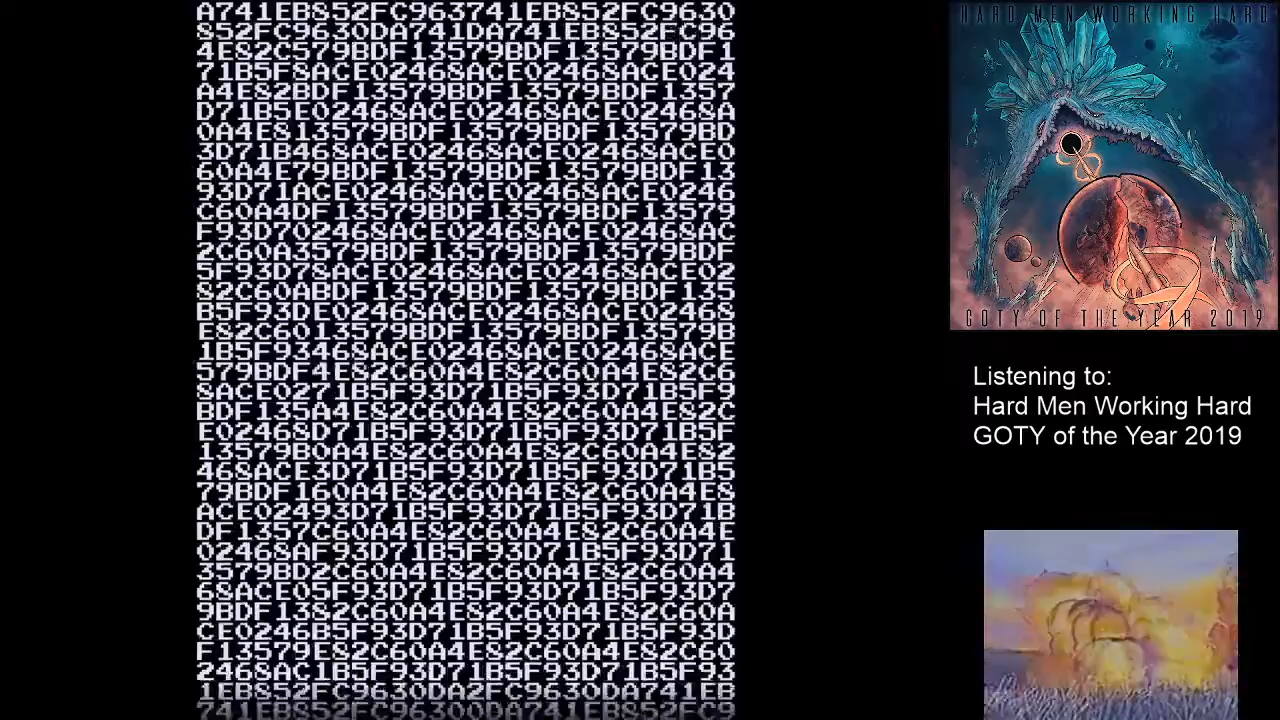 A741EB852FC963741EB852FC9630
852FC9630DA741DA741EB852FC96
4E82C579BDF13579BDF13579BDF1
71B5F8ACE02468ACE02468ACE024
A4E82BDF13579BDF13579BDF1357
D71B5E02468ACE02468ACE02468A
0A4E813579BDF13579BDF13579BD
3D71B468ACE02468ACE02468ACE0
60A4E79BDF13579BDF13579BDF13
93D71ACE02468ACE02468ACE0246
C60A4DF13579BDF13579BDF13579
F93D702468ACE02468ACE02468AC
2C60A3579BDF13579BDF13579BDF
5F93D78ACE02468ACE02468ACE02
82C60ABDF13579BDF13579BDF135
B5F93DE02468ACE02468ACE02468
E82C6013579BDF13579BDF13579B
1B5F93468ACE02468ACE02468ACE
579BDF4E82C60A4E82C60A4E82C6
8ACE0271B5F93D71B5F93D71B5F9
BDF135A4E82C60A4E82C60A4E82C
E02468D71B5F93D71B5F93D71B5F
13579B0A4E82C60A4E82C60A4E82
468ACE3D71B5F93D71B5F93D71B5
79BDF160A4E82C60A4E82C60A4E8
ACE02493D71B5F93D71B5F93D71B
DF1357C60A4E82C60A4E82C60A4E
02468AF93D71B5F93D71B5F93D71
3579BD2C60A4E82C60A4E82C60A4
68ACE05F93D71B5F93D71B5F93D7
9BDF1382C60A4E82C60A4E82C60A
CE0246B5F93D71B5F93D71B5F93D
F13579E82C60A4E82C60A4E82C60
2468AC1B5F93D71B5F93D71B5F93
1EB852FC9630DA2FC9630DA741EB
741EB852FC96300DA741EB852FC9
HARD MEN WORKING HARD
GOTY OF THE YEAR 2019
Listening to:
Hard Men Working Hard
GOTY of the Year 2019